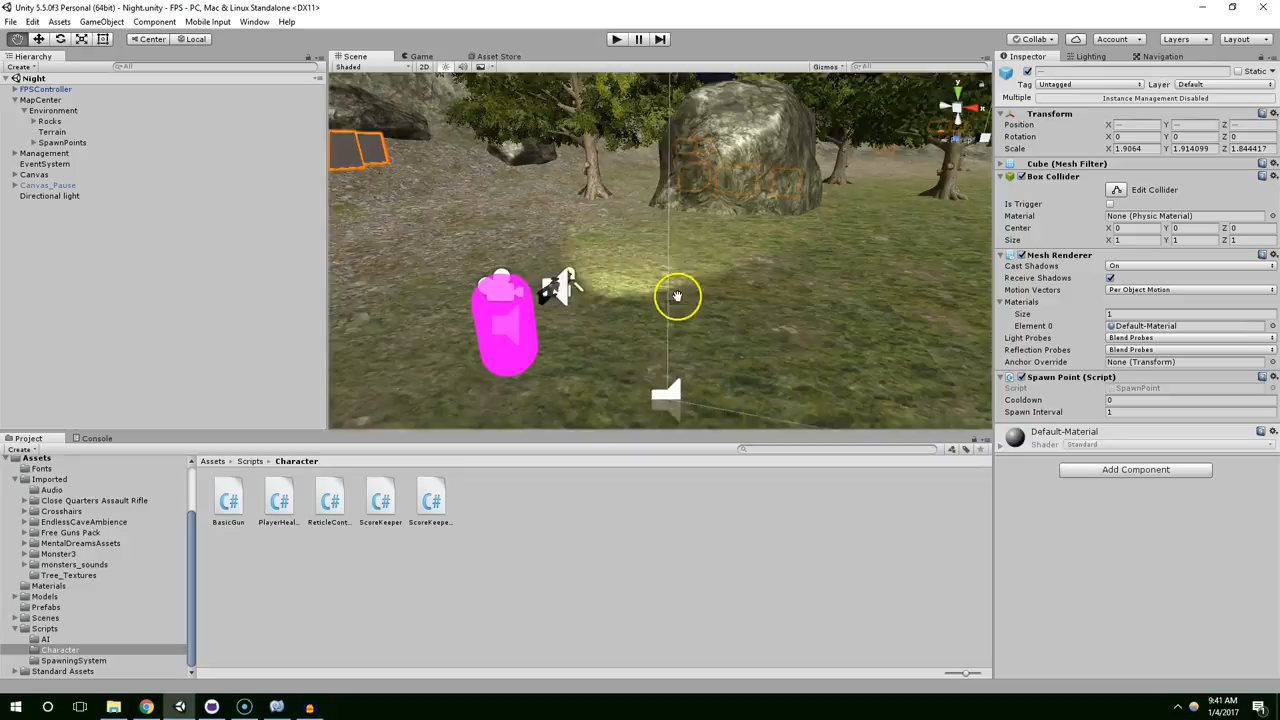 Unity 5.5.0f3 Personal (64bit) - Night.unity - FPS - PC, Mac & Linux Standalone <DX11>
File Edit Assets GameObject Component Mobile Input Window Help
Center Local Collab Account Layers Layout
Hierarchy Scene Game Asset Store Inspector Lighting Navigation
Create All Shaded 2D Gizmos All
Static
Tag Untagged Layer Default
Multiple Instance Management Disabled
Night
FPSController
MapCenter
Environment
Rocks
Terrain
SpawnPoints
Management
EventSystem
Canvas
Canvas_Pause
Directional light
Transform
Position X — Y — Z —
Rotation X 0 Y 0 Z 0
Scale X 1.9064 Y 1.914099 Z 1.844417
Cube (Mesh Filter)
Box Collider
Edit Collider
Is Trigger
Material None (Physic Material)
Center X 0 Y 0 Z 0
Size X 1 Y 1 Z 1
Mesh Renderer
Cast Shadows On
Receive Shadows
Motion Vectors Per Object Motion
Materials
Size 1
Element 0 Default-Material
Light Probes Blend Probes
Reflection Probes Blend Probes
Anchor Override None (Transform)
Spawn Point (Script)
Script SpawnPoint
Cooldown 0
Spawn Interval 1
Default-Material
Shader Standard
Add Component
Project Console
Create
Assets
Fonts
Imported
Audio
Close Quarters Assault Rifle
Crosshairs
EndlessCaveAmbience
Free Guns Pack
MentalDreamsAssets
Monster3
monsters_sounds
Tree_Textures
Materials
Models
Prefabs
Scenes
Scripts
AI
Character
SpawningSystem
Standard Assets
Assets Scripts Character
C# C# C# C# C#
BasicGun PlayerHeal... ReticleCont... ScoreKeeper ScoreKeepe...
9:41 AM
1/4/2017